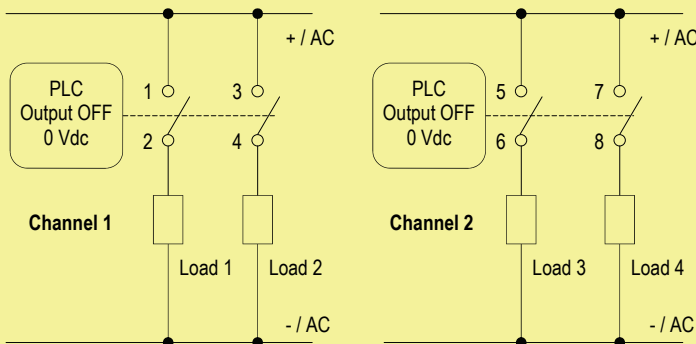 + / AC
PLC
Output OFF
0 Vdc
1
3
2
4
Channel 1
Load 1
Load 2
- / AC
+ / AC
PLC
Output OFF
0 Vdc
5
7
6
8
Channel 2
Load 3
Load 4
- / AC